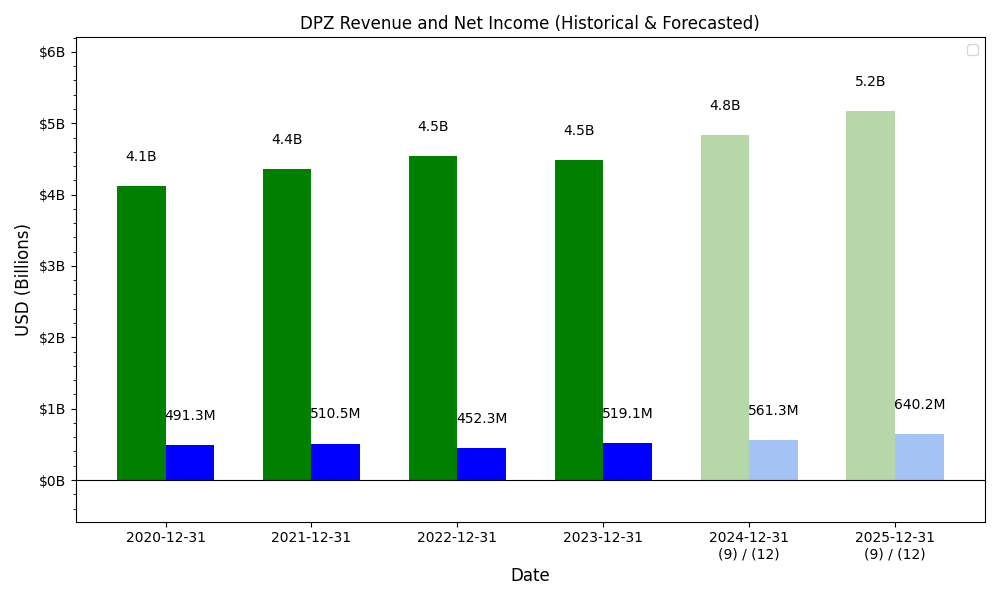 DPZ Revenue and Net Income (Historical & Forecasted)
USD (Billions)
$6B
$5B
$4B
$3B
$2B
$1B
$0B
4.1B
4.4B
4.5B
4.5B
4.8B
5.2B
491.3M
510.5M
452.3M
519.1M
561.3M
640.2M
2020-12-31
2021-12-31
2022-12-31
2023-12-31
2024-12-31
(9) / (12)
2025-12-31
(9) / (12)
Date